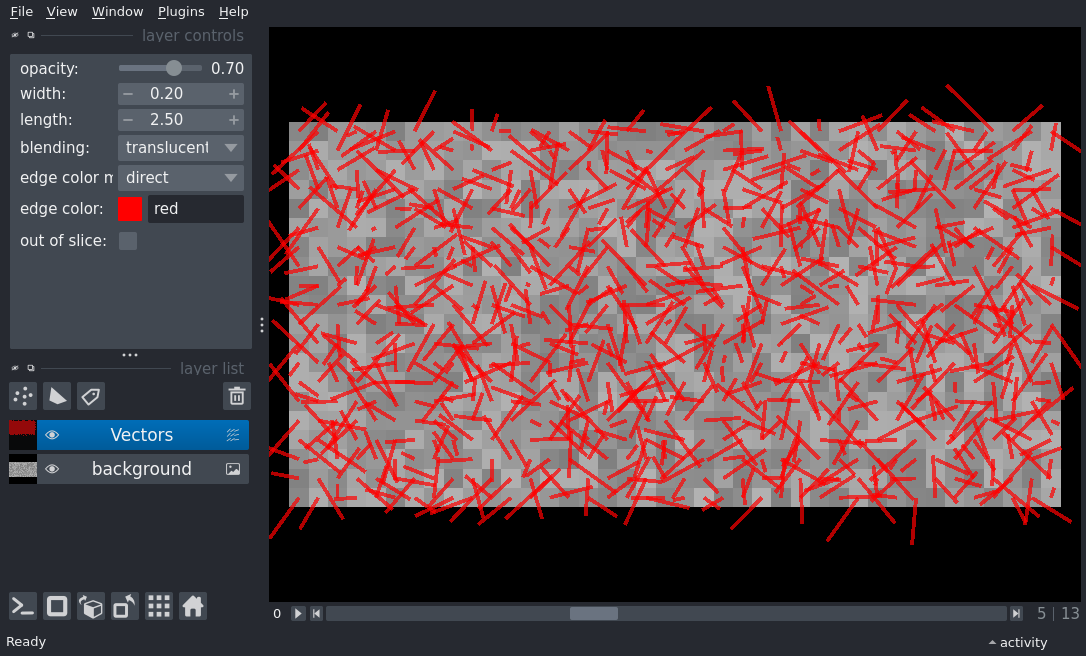 File View Window Plugins Help
layer controls
opacity: 0.70
width: 0.20
length: 2.50
blending: translucent
edge color m direct
edge color: red
out of slice:
layer list
Vectors
background
0 5 | 13
Ready activity